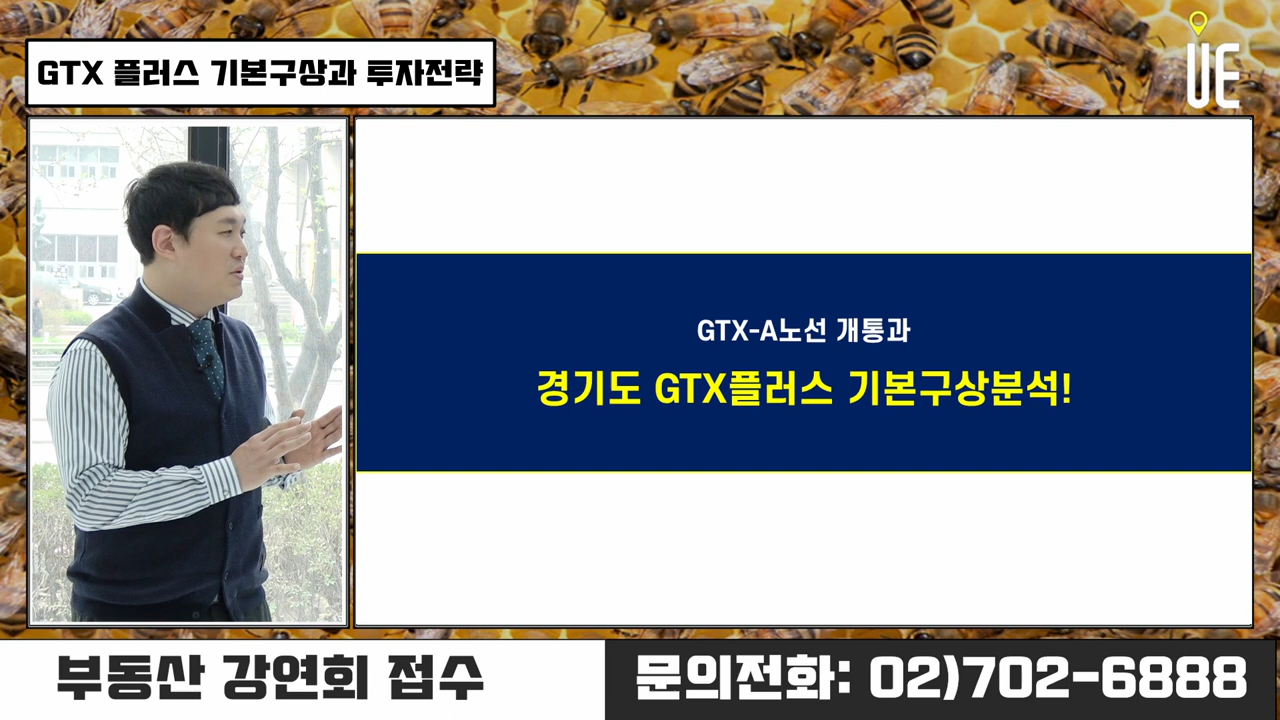 GTX 플러스 기본구상과 투자전략
UE
GTX-A노선 개통과
경기도 GTX플러스 기본구상분석!
부동산 강연회 접수
문의전화: 02)702-6888